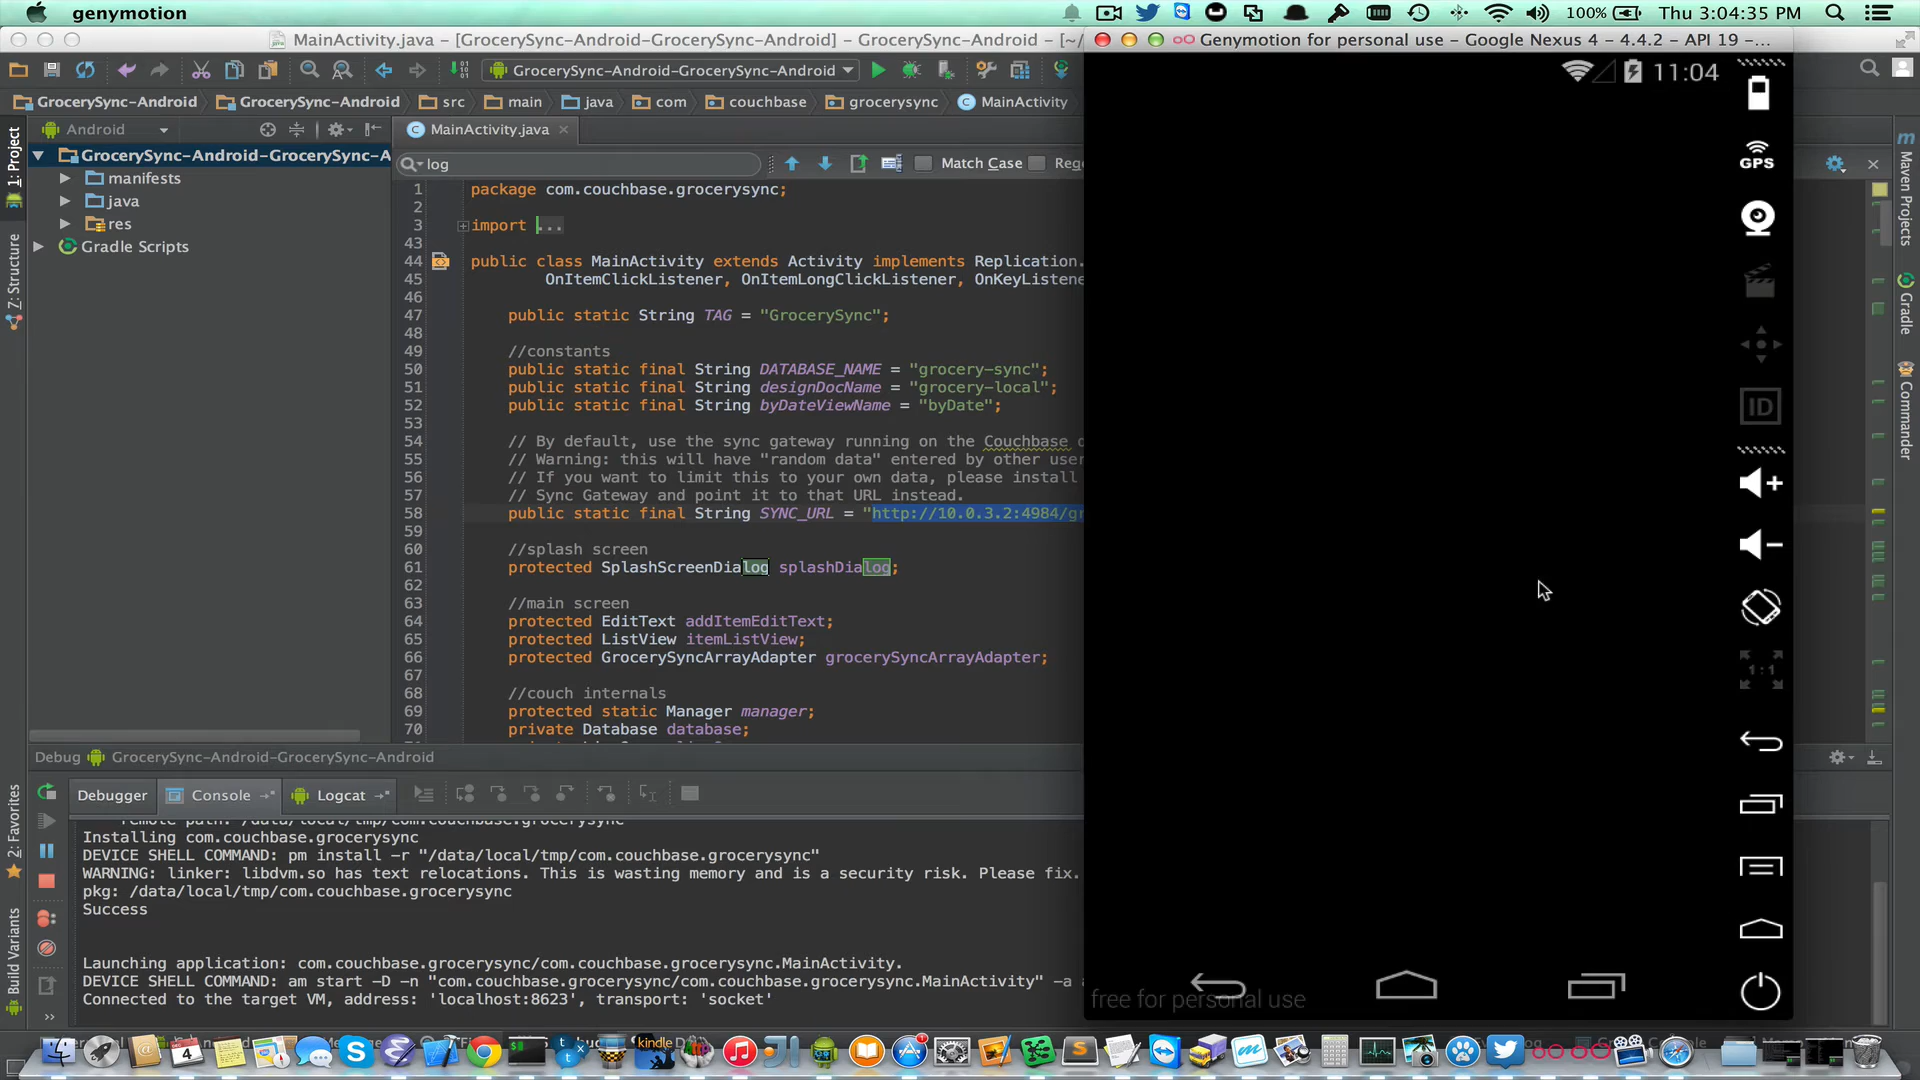 genymotion
100%
Thu 3:04:35 PM
MainActivity.java – [GrocerySync-Android-GrocerySync-Android] – GrocerySync-Android – [~/
Genymotion for personal use – Google Nexus 4 – 4.4.2 – API 19 –...
GrocerySync-Android-GrocerySync-Android
11:04
GrocerySync-Android
GrocerySync-Android
src
main
java
com
couchbase
grocerysync
MainActivity
Android
MainActivity.java
1: Project
GrocerySync-Android-GrocerySync-A
manifests
java
res
Gradle Scripts
Z: Structure
log
Match Case
Reg
1 package com.couchbase.grocerysync;
2
3 import ...
43
44 public class MainActivity extends Activity implements Replication.
45 OnItemClickListener, OnItemLongClickListener, OnKeyListene
46
47 public static String TAG = "GrocerySync";
48
49 //constants
50 public static final String DATABASE_NAME = "grocery-sync";
51 public static final String designDocName = "grocery-local";
52 public static final String byDateViewName = "byDate";
53
54 // By default, use the sync gateway running on the Couchbase
55 // Warning: this will have "random data" entered by other user
56 // If you want to limit this to your own data, please install
57 // Sync Gateway and point it to that URL instead.
58 public static final String SYNC_URL = "http://10.0.3.2:4984/gr
59
60 //splash screen
61 protected SplashScreenDialog splashDialog;
62
63 //main screen
64 protected EditText addItemEditText;
65 protected ListView itemListView;
66 protected GrocerySyncArrayAdapter grocerySyncArrayAdapter;
67
68 //couch internals
69 protected static Manager manager;
70 private Database database;
GPS
ID
1:1
free for personal use
Maven Projects
Gradle
Commander
Debug
GrocerySync-Android-GrocerySync-Android
Debugger
Console
Logcat
2: Favorites
Build Variants
remote path: /data/local/tmp/com.couchbase.grocerysync
Installing com.couchbase.grocerysync
DEVICE SHELL COMMAND: pm install -r "/data/local/tmp/com.couchbase.grocerysync"
WARNING: linker: libdvm.so has text relocations. This is wasting memory and is a security risk. Please fix.
pkg: /data/local/tmp/com.couchbase.grocerysync
Success
Launching application: com.couchbase.grocerysync/com.couchbase.grocerysync.MainActivity.
DEVICE SHELL COMMAND: am start -D -n "com.couchbase.grocerysync/com.couchbase.grocerysync.MainActivity" -a a
Connected to the target VM, address: 'localhost:8623', transport: 'socket'
4
kindle